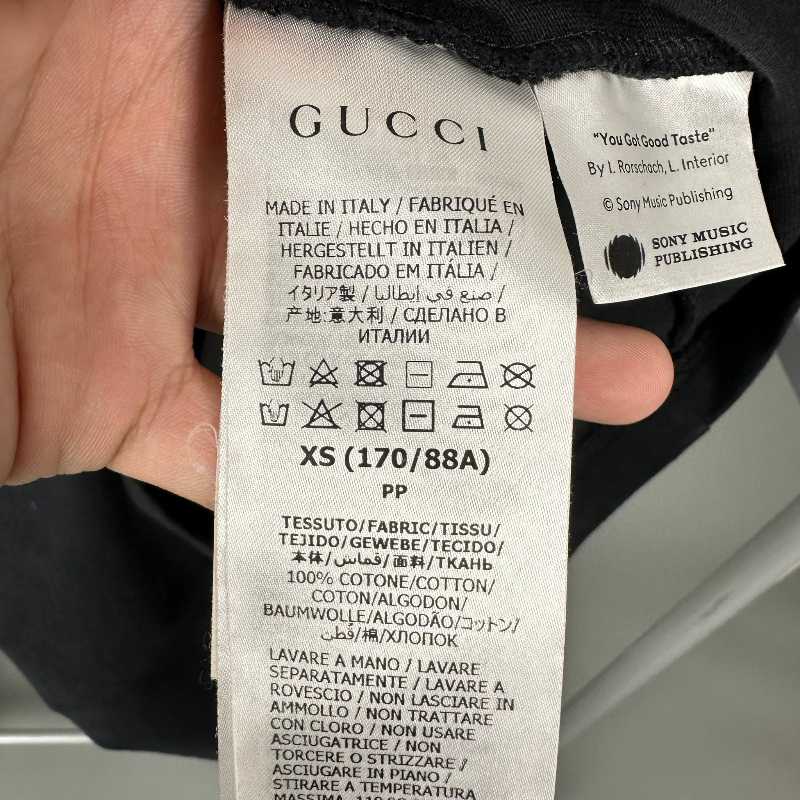 GUCCI
MADE IN ITALY / FABRIQUÉ EN
ITALIE / HECHO EN ITALIA /
HERGESTELLT IN ITALIEN /
FABRICADO EM ITÁLIA /
イタリア製 / صنع في إيطاليا /
产地:意大利 / СДЕЛАНО В
ИТАЛИИ
XS (170/88A)
PP
TESSUTO/FABRIC/TISSU/
TEJIDO/GEWEBE/TECIDO/
本体/قماش/面料/ТКАНЬ
100% COTONE/COTTON/
COTON/ALGODON/
BAUMWOLLE/ALGODÃO/コットン/
قطن/棉/ХЛОПОК
LAVARE A MANO / LAVARE
SEPARATAMENTE / LAVARE A
ROVESCIO / NON LASCIARE IN
AMMOLLO / NON TRATTARE
CON CLORO / NON USARE
ASCIUGATRICE / NON
TORCERE O STRIZZARE /
ASCIUGARE IN PIANO /
STIRARE A TEMPERATURA
MASSIMA
"You Got Good Taste"
By I. Rorschach, L. Interior
© Sony Music Publishing
SONY MUSIC
PUBLISHING